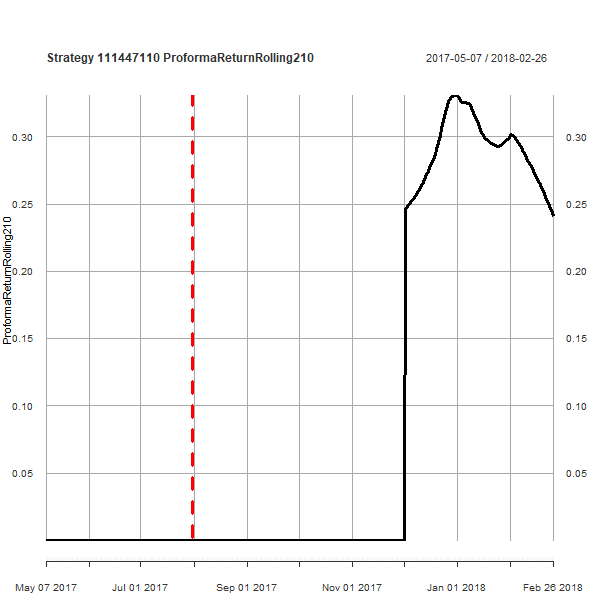 Strategy 111447110 ProformaReturnRolling210
2017-05-07 / 2018-02-26
ProformaReturnRolling210
0.30 0.30
0.25 0.25
0.20 0.20
0.15 0.15
0.10 0.10
0.05 0.05
May 07 2017 Jul 01 2017 Sep 01 2017 Nov 01 2017 Jan 01 2018 Feb 26 2018